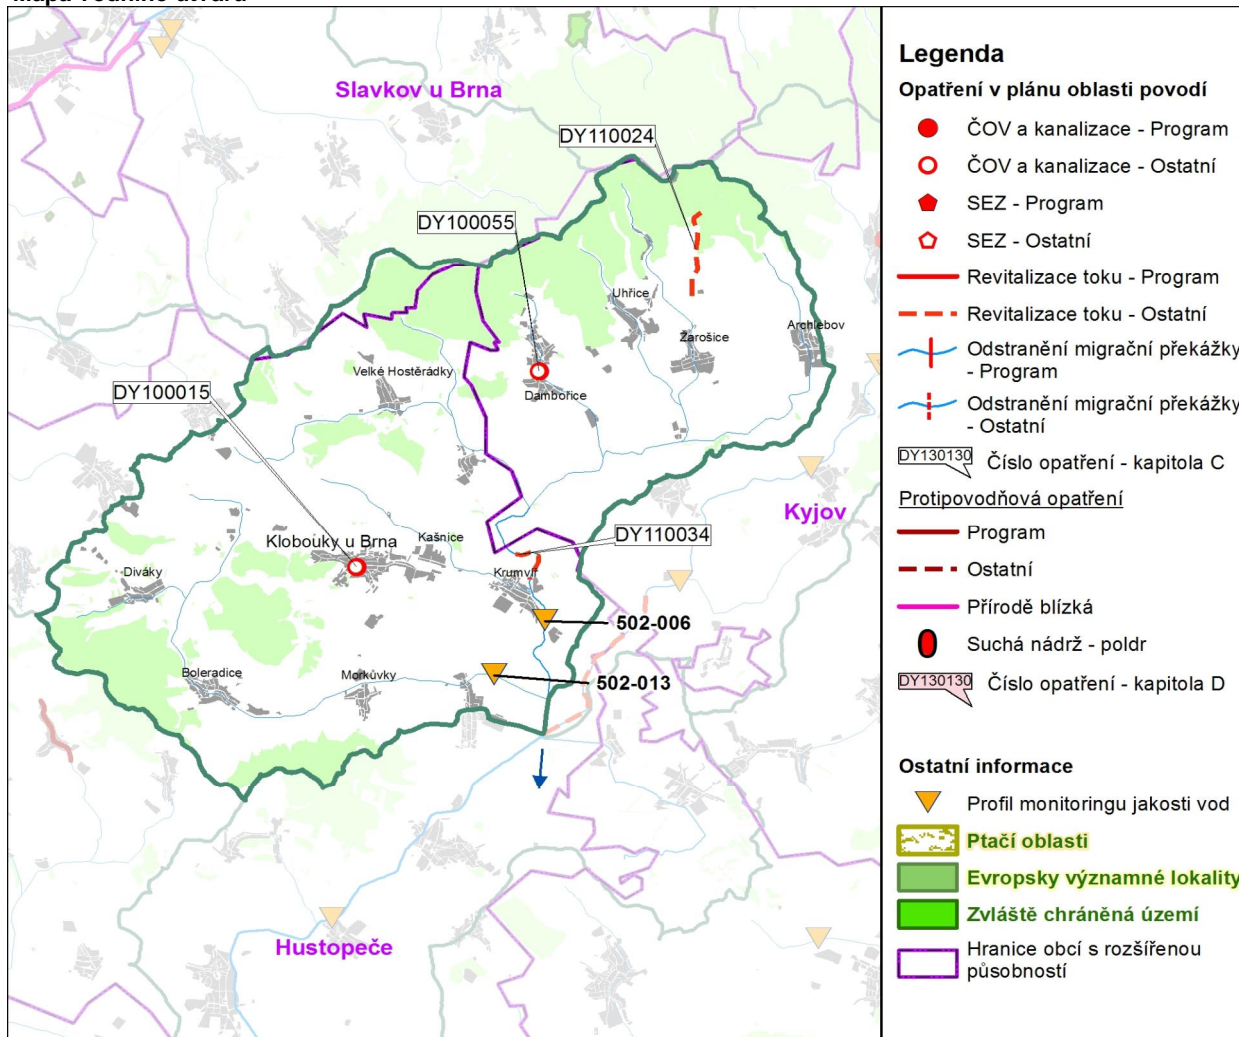 Mapa vodního útvaru
Slavkov u Brna
DY110024
DY100055
Uhřice
Žarošice
Archlebov
Velké Hostěrádky
Dambořice
DY100015
Kyjov
DY110034
Klobouky u Brna
Kašnice
Krumvíř
Diváky
502-006
502-013
Boleradice
Morkůvky
Hustopeče
Legenda
Opatření v plánu oblasti povodí
ČOV a kanalizace - Program
ČOV a kanalizace - Ostatní
SEZ - Program
SEZ - Ostatní
Revitalizace toku - Program
Revitalizace toku - Ostatní
Odstranění migrační překážky
- Program
Odstranění migrační překážky
- Ostatní
DY130130 Číslo opatření - kapitola C
Protipovodňová opatření
Program
Ostatní
Přírodě blízká
Suchá nádrž - poldr
DY130130 Číslo opatření - kapitola D
Ostatní informace
Profil monitoringu jakosti vod
Ptačí oblasti
Evropsky významné lokality
Zvláště chráněná území
Hranice obcí s rozšířenou
působností